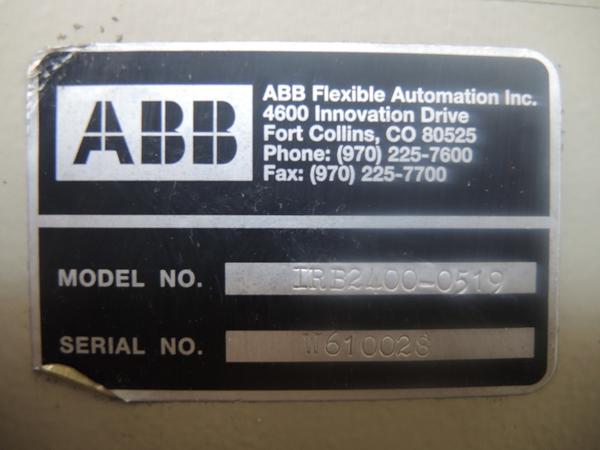 ABB
ABB Flexible Automation Inc.
4600 Innovation Drive
Fort Collins, CO 80525
Phone: (970) 225-7600
Fax: (970) 225-7700
MODEL NO. IRB2400-0519
SERIAL NO. W610028